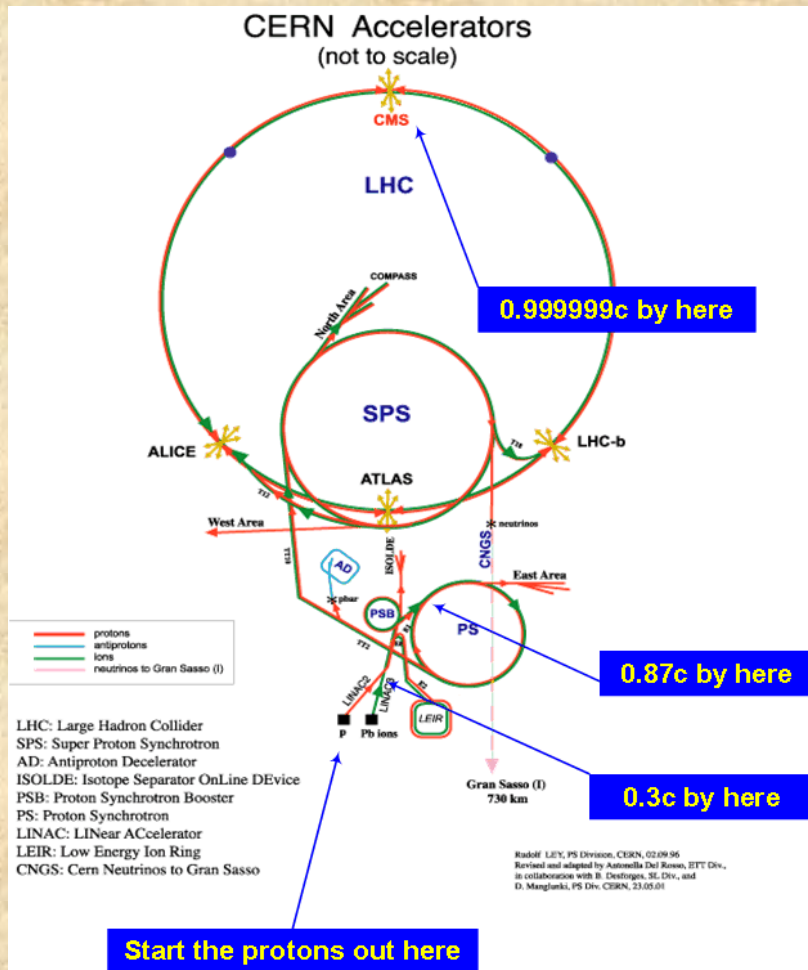 CERN Accelerators
(not to scale)
CMS
LHC
COMPASS
North Area
0.999999c by here
SPS
ALICE
T18
LHC-b
ATLAS
T12
West Area
neutrinos
CNGS
ISOLDE
TT10
AD
pbar
East Area
PSB
PS
protons
antiprotons
ions
neutrinos to Gran Sasso (I)
TT2
E2
0.87c by here
LINAC2
LINAC3
LEIR
P
Pb ions
LHC: Large Hadron Collider
SPS: Super Proton Synchrotron
AD: Antiproton Decelerator
ISOLDE: Isotope Separator OnLine DEvice
PSB: Proton Synchrotron Booster
PS: Proton Synchrotron
LINAC: LINear ACcelerator
LEIR: Low Energy Ion Ring
CNGS: Cern Neutrinos to Gran Sasso
Gran Sasso (I)
730 km
0.3c by here
Rudolf LEY, PS Division, CERN, 02.09.96
Revised and adapted by Antonella Del Rosso, ETT Div.,
in collaboration with B. Desforges, SL Div., and
D. Manglunki, PS Div. CERN, 23.05.01
Start the protons out here